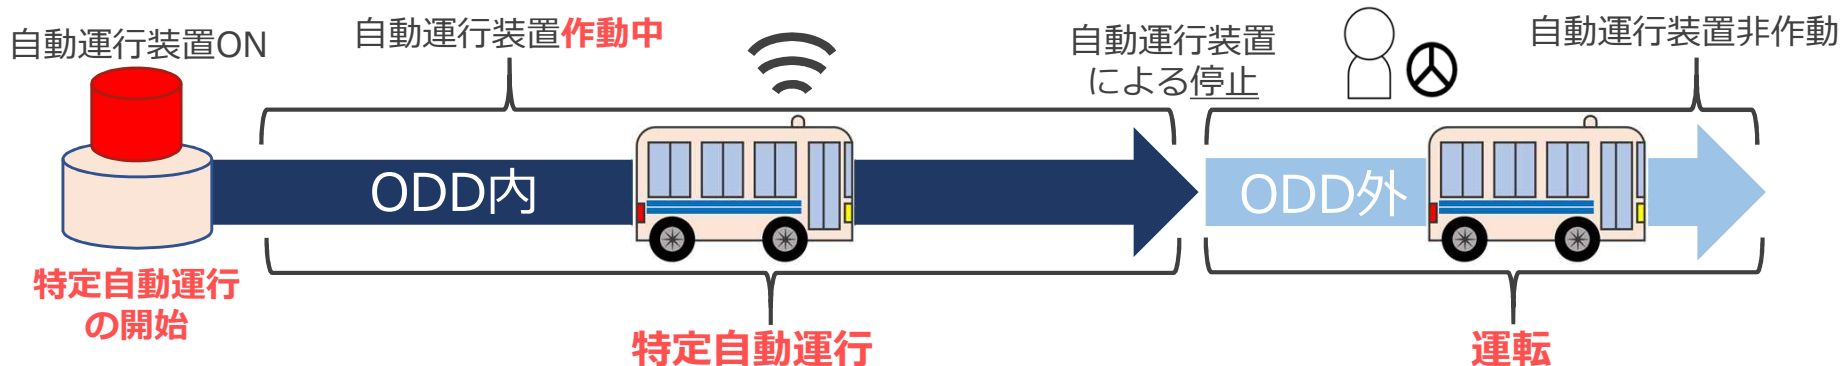 自動運行装置ON
自動運行装置作動中
自動運行装置
による停止
自動運行装置非作動
ODD内
ODD外
特定自動運行
の開始
特定自動運行
運転